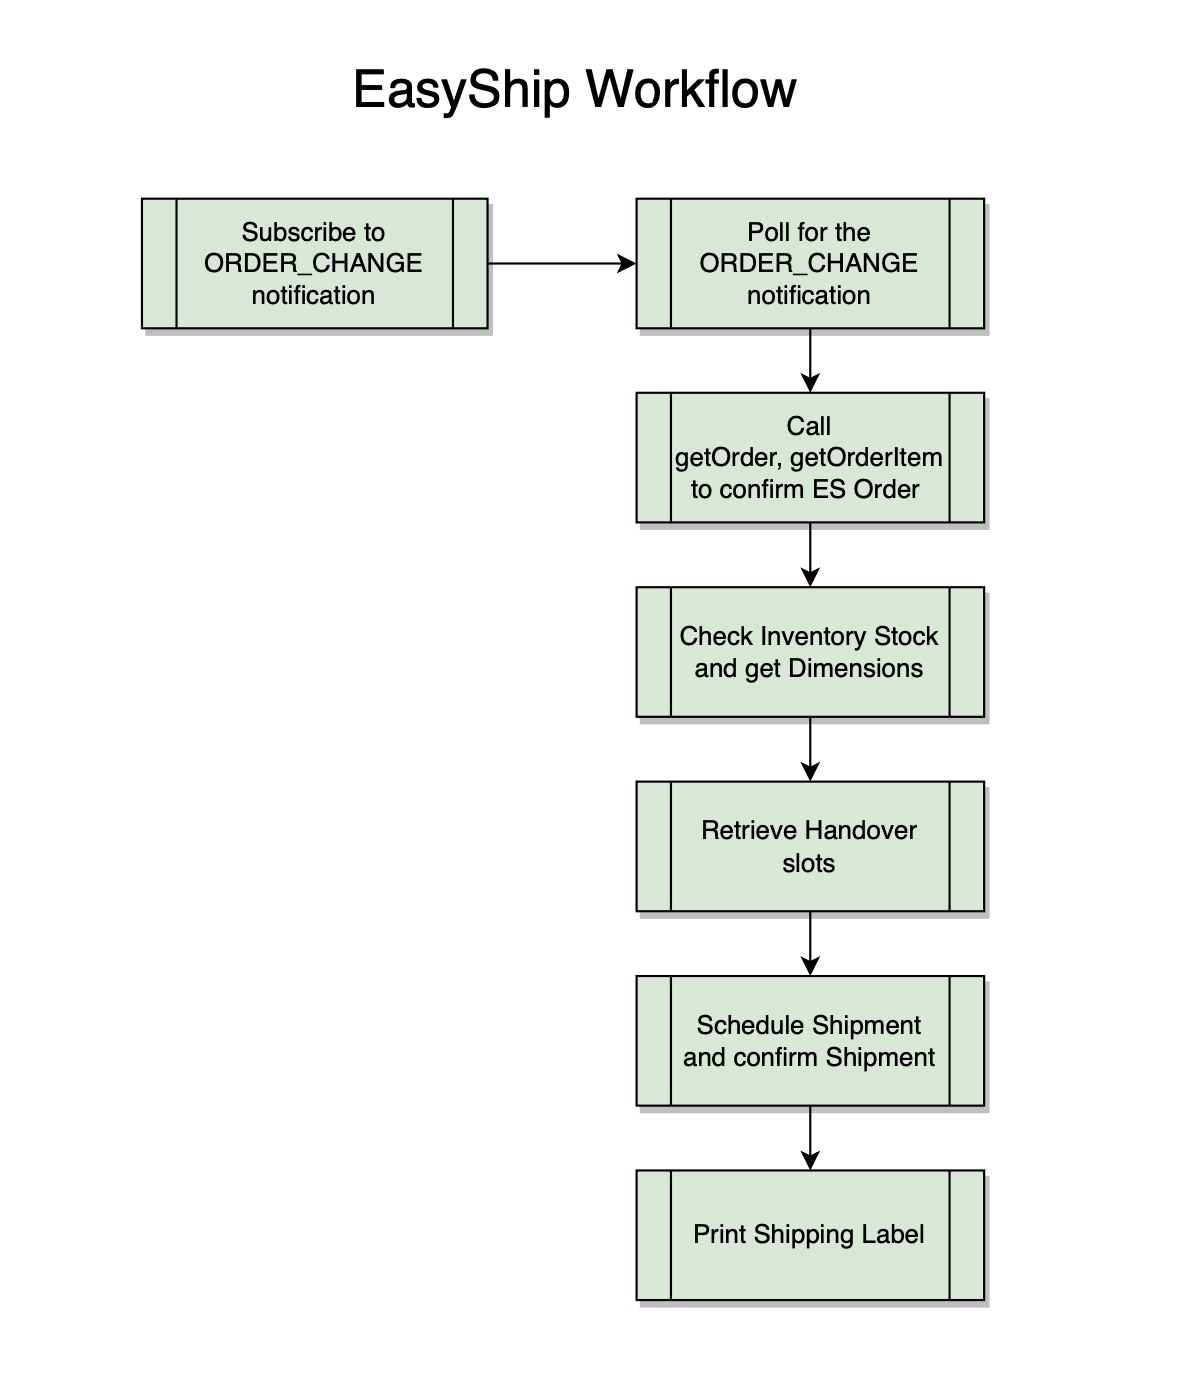 EasyShip Workflow
Subscribe to
ORDER_CHANGE
notification
Poll for the
ORDER_CHANGE
notification
Call
getOrder, getOrderItem
to confirm ES Order
Check Inventory Stock
and get Dimensions
Retrieve Handover
slots
Schedule Shipment
and confirm Shipment
Print Shipping Label